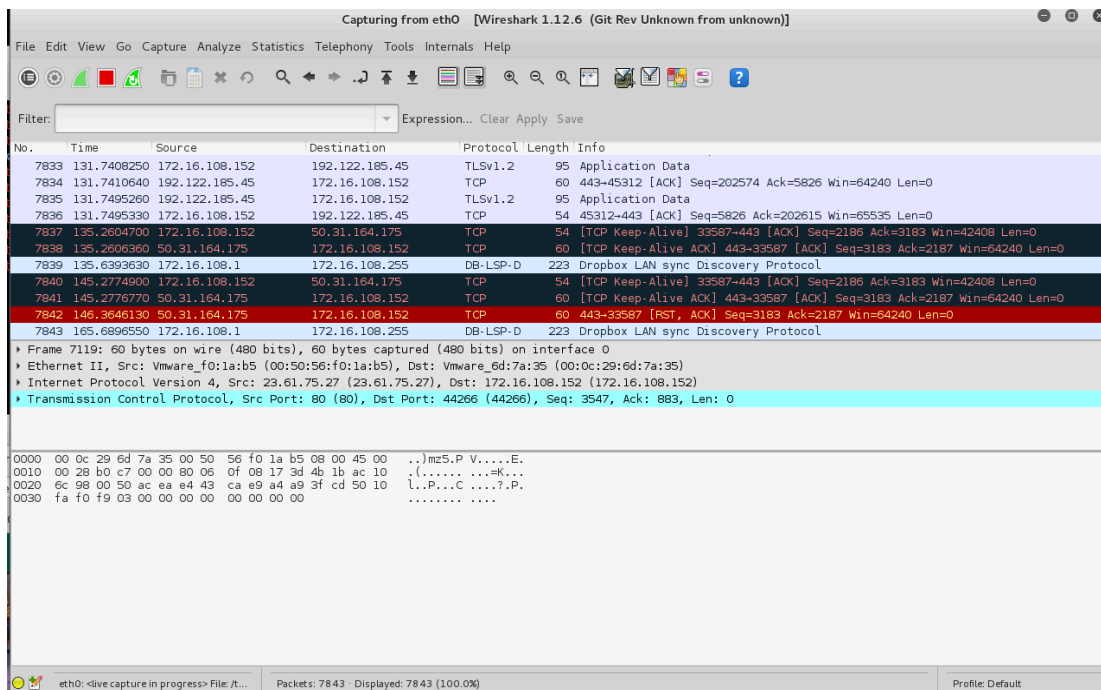 Capturing from eth0   [Wireshark 1.12.6  (Git Rev Unknown from unknown)]
File Edit View Go Capture Analyze Statistics Telephony Tools Internals Help
Filter: Expression... Clear Apply Save
No. Time Source Destination Protocol Length Info
7833 131.7408250 172.16.108.152 192.122.185.45 TLSv1.2 95 Application Data
7834 131.7410640 192.122.185.45 172.16.108.152 TCP 60 443→45312 [ACK] Seq=202574 Ack=5826 Win=64240 Len=0
7835 131.7495260 192.122.185.45 172.16.108.152 TLSv1.2 95 Application Data
7836 131.7495330 172.16.108.152 192.122.185.45 TCP 54 45312→443 [ACK] Seq=5826 Ack=202615 Win=65535 Len=0
7837 135.2604700 172.16.108.152 50.31.164.175 TCP 54 [TCP Keep-Alive] 33587→443 [ACK] Seq=2186 Ack=3183 Win=42408 Len=0
7838 135.2606360 50.31.164.175 172.16.108.152 TCP 60 [TCP Keep-Alive ACK] 443→33587 [ACK] Seq=3183 Ack=2187 Win=64240 Len=0
7839 135.6393630 172.16.108.1 172.16.108.255 DB-LSP-D 223 Dropbox LAN sync Discovery Protocol
7840 145.2774900 172.16.108.152 50.31.164.175 TCP 54 [TCP Keep-Alive] 33587→443 [ACK] Seq=2186 Ack=3183 Win=42408 Len=0
7841 145.2776770 50.31.164.175 172.16.108.152 TCP 60 [TCP Keep-Alive ACK] 443→33587 [ACK] Seq=3183 Ack=2187 Win=64240 Len=0
7842 146.3646130 50.31.164.175 172.16.108.152 TCP 60 443→33587 [RST, ACK] Seq=3183 Ack=2187 Win=64240 Len=0
7843 165.6896550 172.16.108.1 172.16.108.255 DB-LSP-D 223 Dropbox LAN sync Discovery Protocol
Frame 7119: 60 bytes on wire (480 bits), 60 bytes captured (480 bits) on interface 0
Ethernet II, Src: Vmware_f0:1a:b5 (00:50:56:f0:1a:b5), Dst: Vmware_6d:7a:35 (00:0c:29:6d:7a:35)
Internet Protocol Version 4, Src: 23.61.75.27 (23.61.75.27), Dst: 172.16.108.152 (172.16.108.152)
Transmission Control Protocol, Src Port: 80 (80), Dst Port: 44266 (44266), Seq: 3547, Ack: 883, Len: 0
0000 00 0c 29 6d 7a 35 00 50 56 f0 1a b5 08 00 45 00 ..)mz5.P V.....E.
0010 00 28 b0 c7 00 00 80 06 0f 08 17 3d 4b 1b ac 10 .(...... ...=K...
0020 6c 98 00 50 ac ea e4 43 ca e9 a4 a9 3f cd 50 10 l..P...C ....?.P.
0030 fa f0 f9 03 00 00 00 00 00 00 00 00 ........ ....
eth0: <live capture in progress> File: /t... Packets: 7843 · Displayed: 7843 (100.0%) Profile: Default